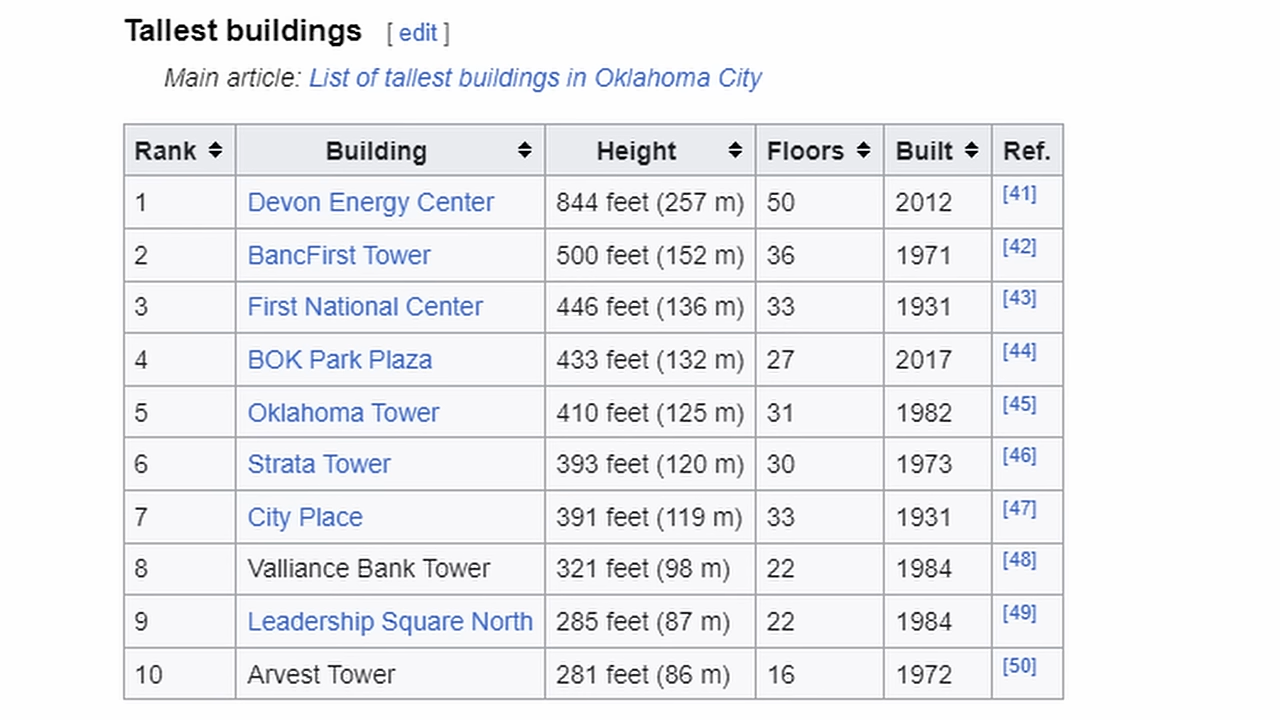 Tallest buildings [ edit ]
Main article: List of tallest buildings in Oklahoma City
Rank Building Height Floors Built Ref.
1 Devon Energy Center 844 feet (257 m) 50 2012 [41]
2 BancFirst Tower 500 feet (152 m) 36 1971 [42]
3 First National Center 446 feet (136 m) 33 1931 [43]
4 BOK Park Plaza 433 feet (132 m) 27 2017 [44]
5 Oklahoma Tower 410 feet (125 m) 31 1982 [45]
6 Strata Tower 393 feet (120 m) 30 1973 [46]
7 City Place 391 feet (119 m) 33 1931 [47]
8 Valliance Bank Tower 321 feet (98 m) 22 1984 [48]
9 Leadership Square North 285 feet (87 m) 22 1984 [49]
10 Arvest Tower 281 feet (86 m) 16 1972 [50]